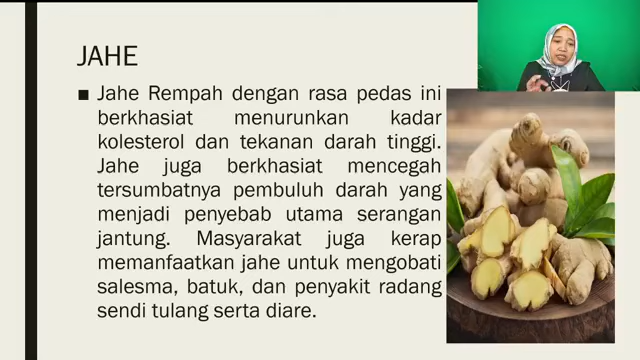 JAHE
■ Jahe Rempah dengan rasa pedas ini
berkhasiat menurunkan kadar
kolesterol dan tekanan darah tinggi.
Jahe juga berkhasiat mencegah
tersumbatnya pembuluh darah yang
menjadi penyebab utama serangan
jantung. Masyarakat juga kerap
memanfaatkan jahe untuk mengobati
salesma, batuk, dan penyakit radang
sendi tulang serta diare.